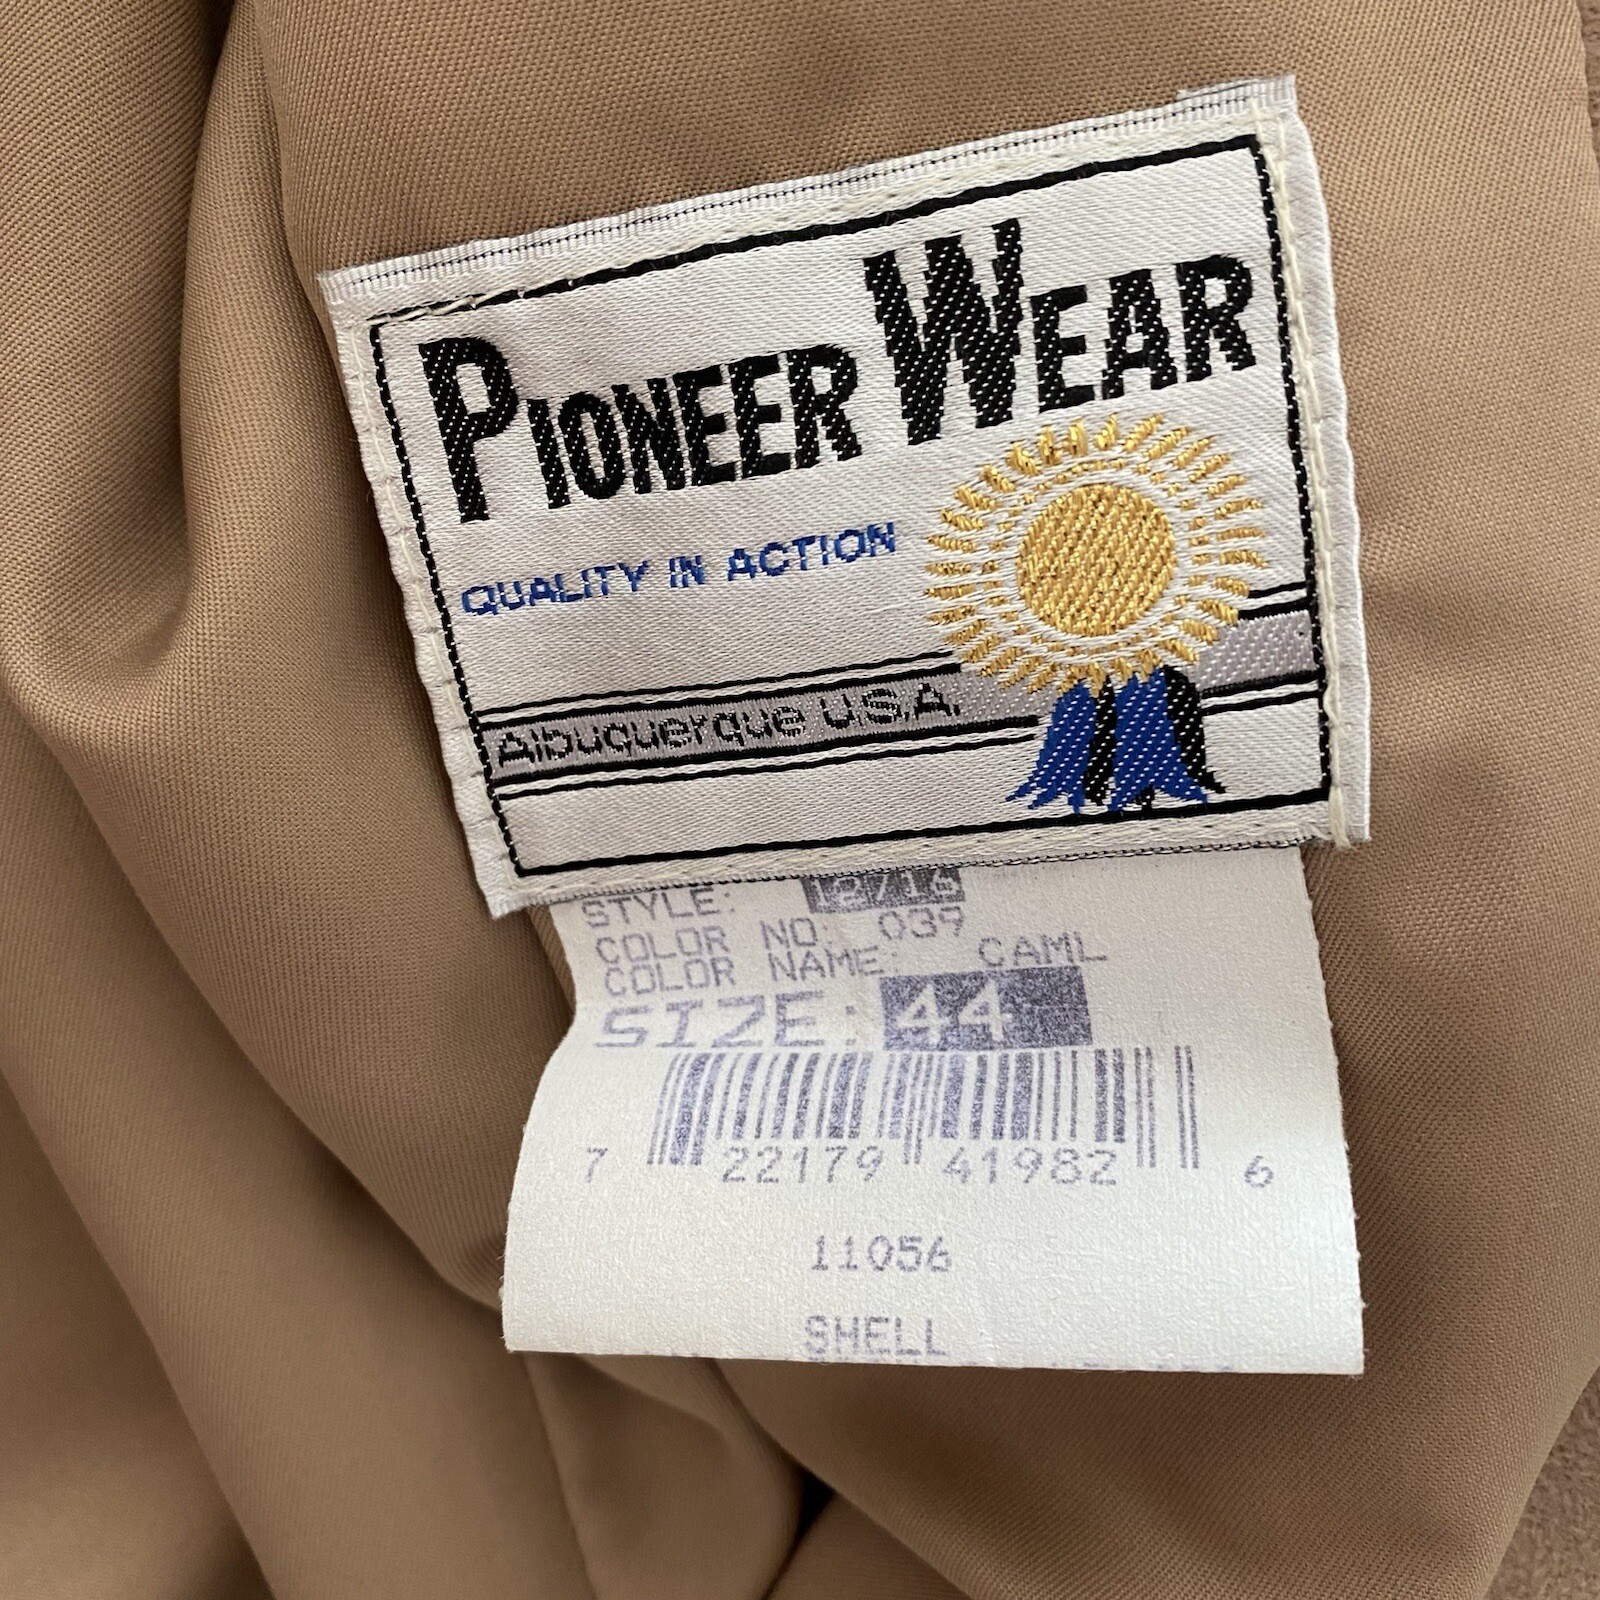 PIONEER WEAR
QUALITY IN ACTION
Albuquerque U.S.A.
STYLE: 12716
COLOR NO: 039
COLOR NAME: CAML
SIZE: 44
7 22179 41982 6
11056
SHELL